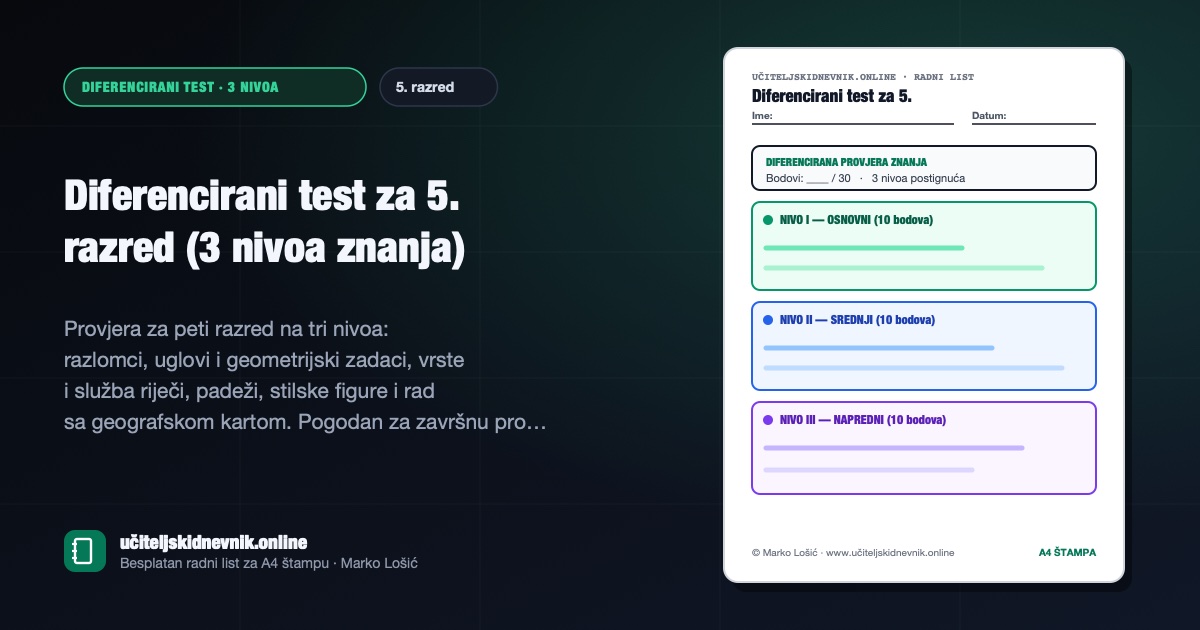 DIFERENCIRANI TEST · 3 NIVOA
5. razred
Diferencirani test za 5.
razred (3 nivoa znanja)
Provjera za peti razred na tri nivoa:
razlomci, uglovi i geometrijski zadaci, vrste
i služba riječi, padeži, stilske figure i rad
sa geografskom kartom. Pogodan za završnu pro…
učiteljskidnevnik.online
Besplatan radni list za A4 štampu · Marko Lošić
UČITELJSKIDNEVNIK.ONLINE · RADNI LIST
Diferencirani test za 5.
Ime: Datum:
DIFERENCIRANA PROVJERA ZNANJA
Bodovi: ____ / 30 · 3 nivoa postignuća
NIVO I — OSNOVNI (10 bodova)
NIVO II — SREDNJI (10 bodova)
NIVO III — NAPREDNI (10 bodova)
© Marko Lošić · www.učiteljskidnevnik.online A4 ŠTAMPA